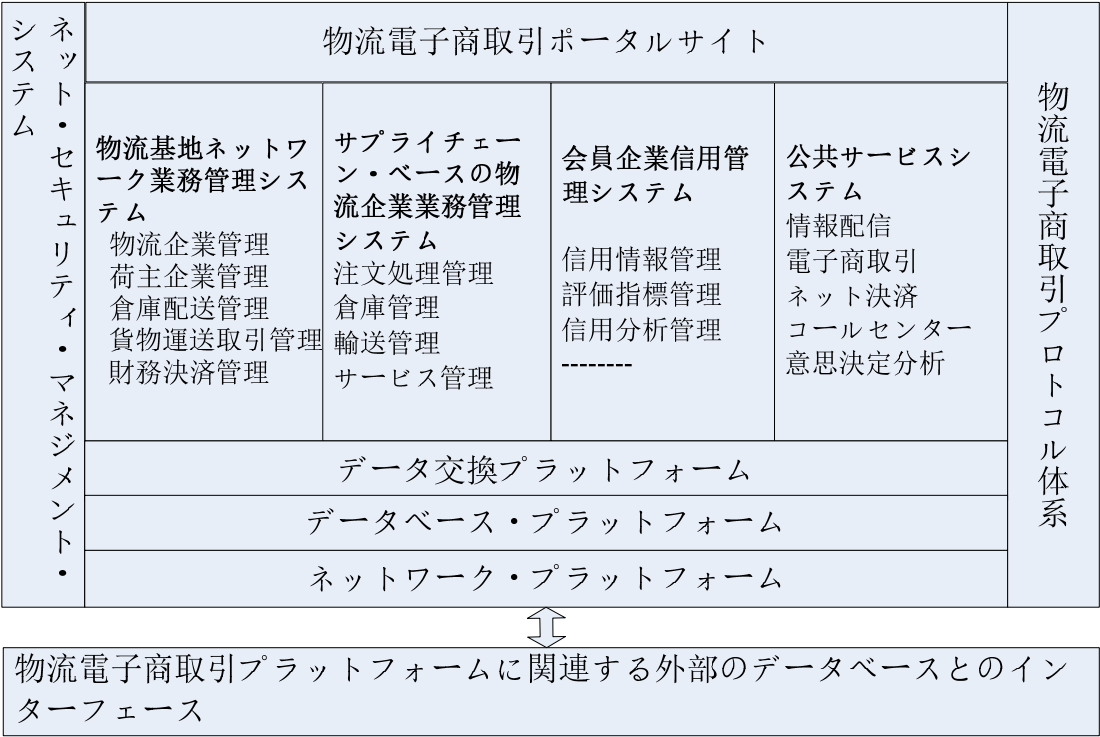 ネット・セキュリティ・マネジメント・
システム
物流電子商取引ポータルサイト
物流基地ネットワ
ーク業務管理シス
テム
物流企業管理
荷主企業管理
倉庫配送管理
貨物運送取引管理
財務決済管理
サプライチェー
ン・ベースの物
流企業業務管理
システム
注文処理管理
倉庫管理
輸送管理
サービス管理
会員企業信用管
理システム
信用情報管理
評価指標管理
信用分析管理
--------
公共サービスシ
ステム
情報配信
電子商取引
ネット決済
コールセンター
意思決定分析
データ交換プラットフォーム
データベース・プラットフォーム
ネットワーク・プラットフォーム
物流電子商取引プロトコル体系
物流電子商取引プラットフォームに関連する外部のデータベースとのイン
ターフェース